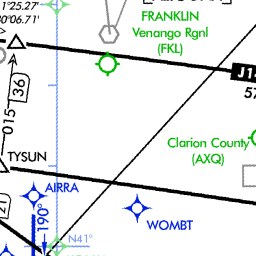 1°25.27'
0°06.71'
FRANKLIN
Venango Rgnl
(FKL)
36
015
57
Clarion County
(AXQ)
TYSUN
AIRRA
190°
WOMBT
N41°